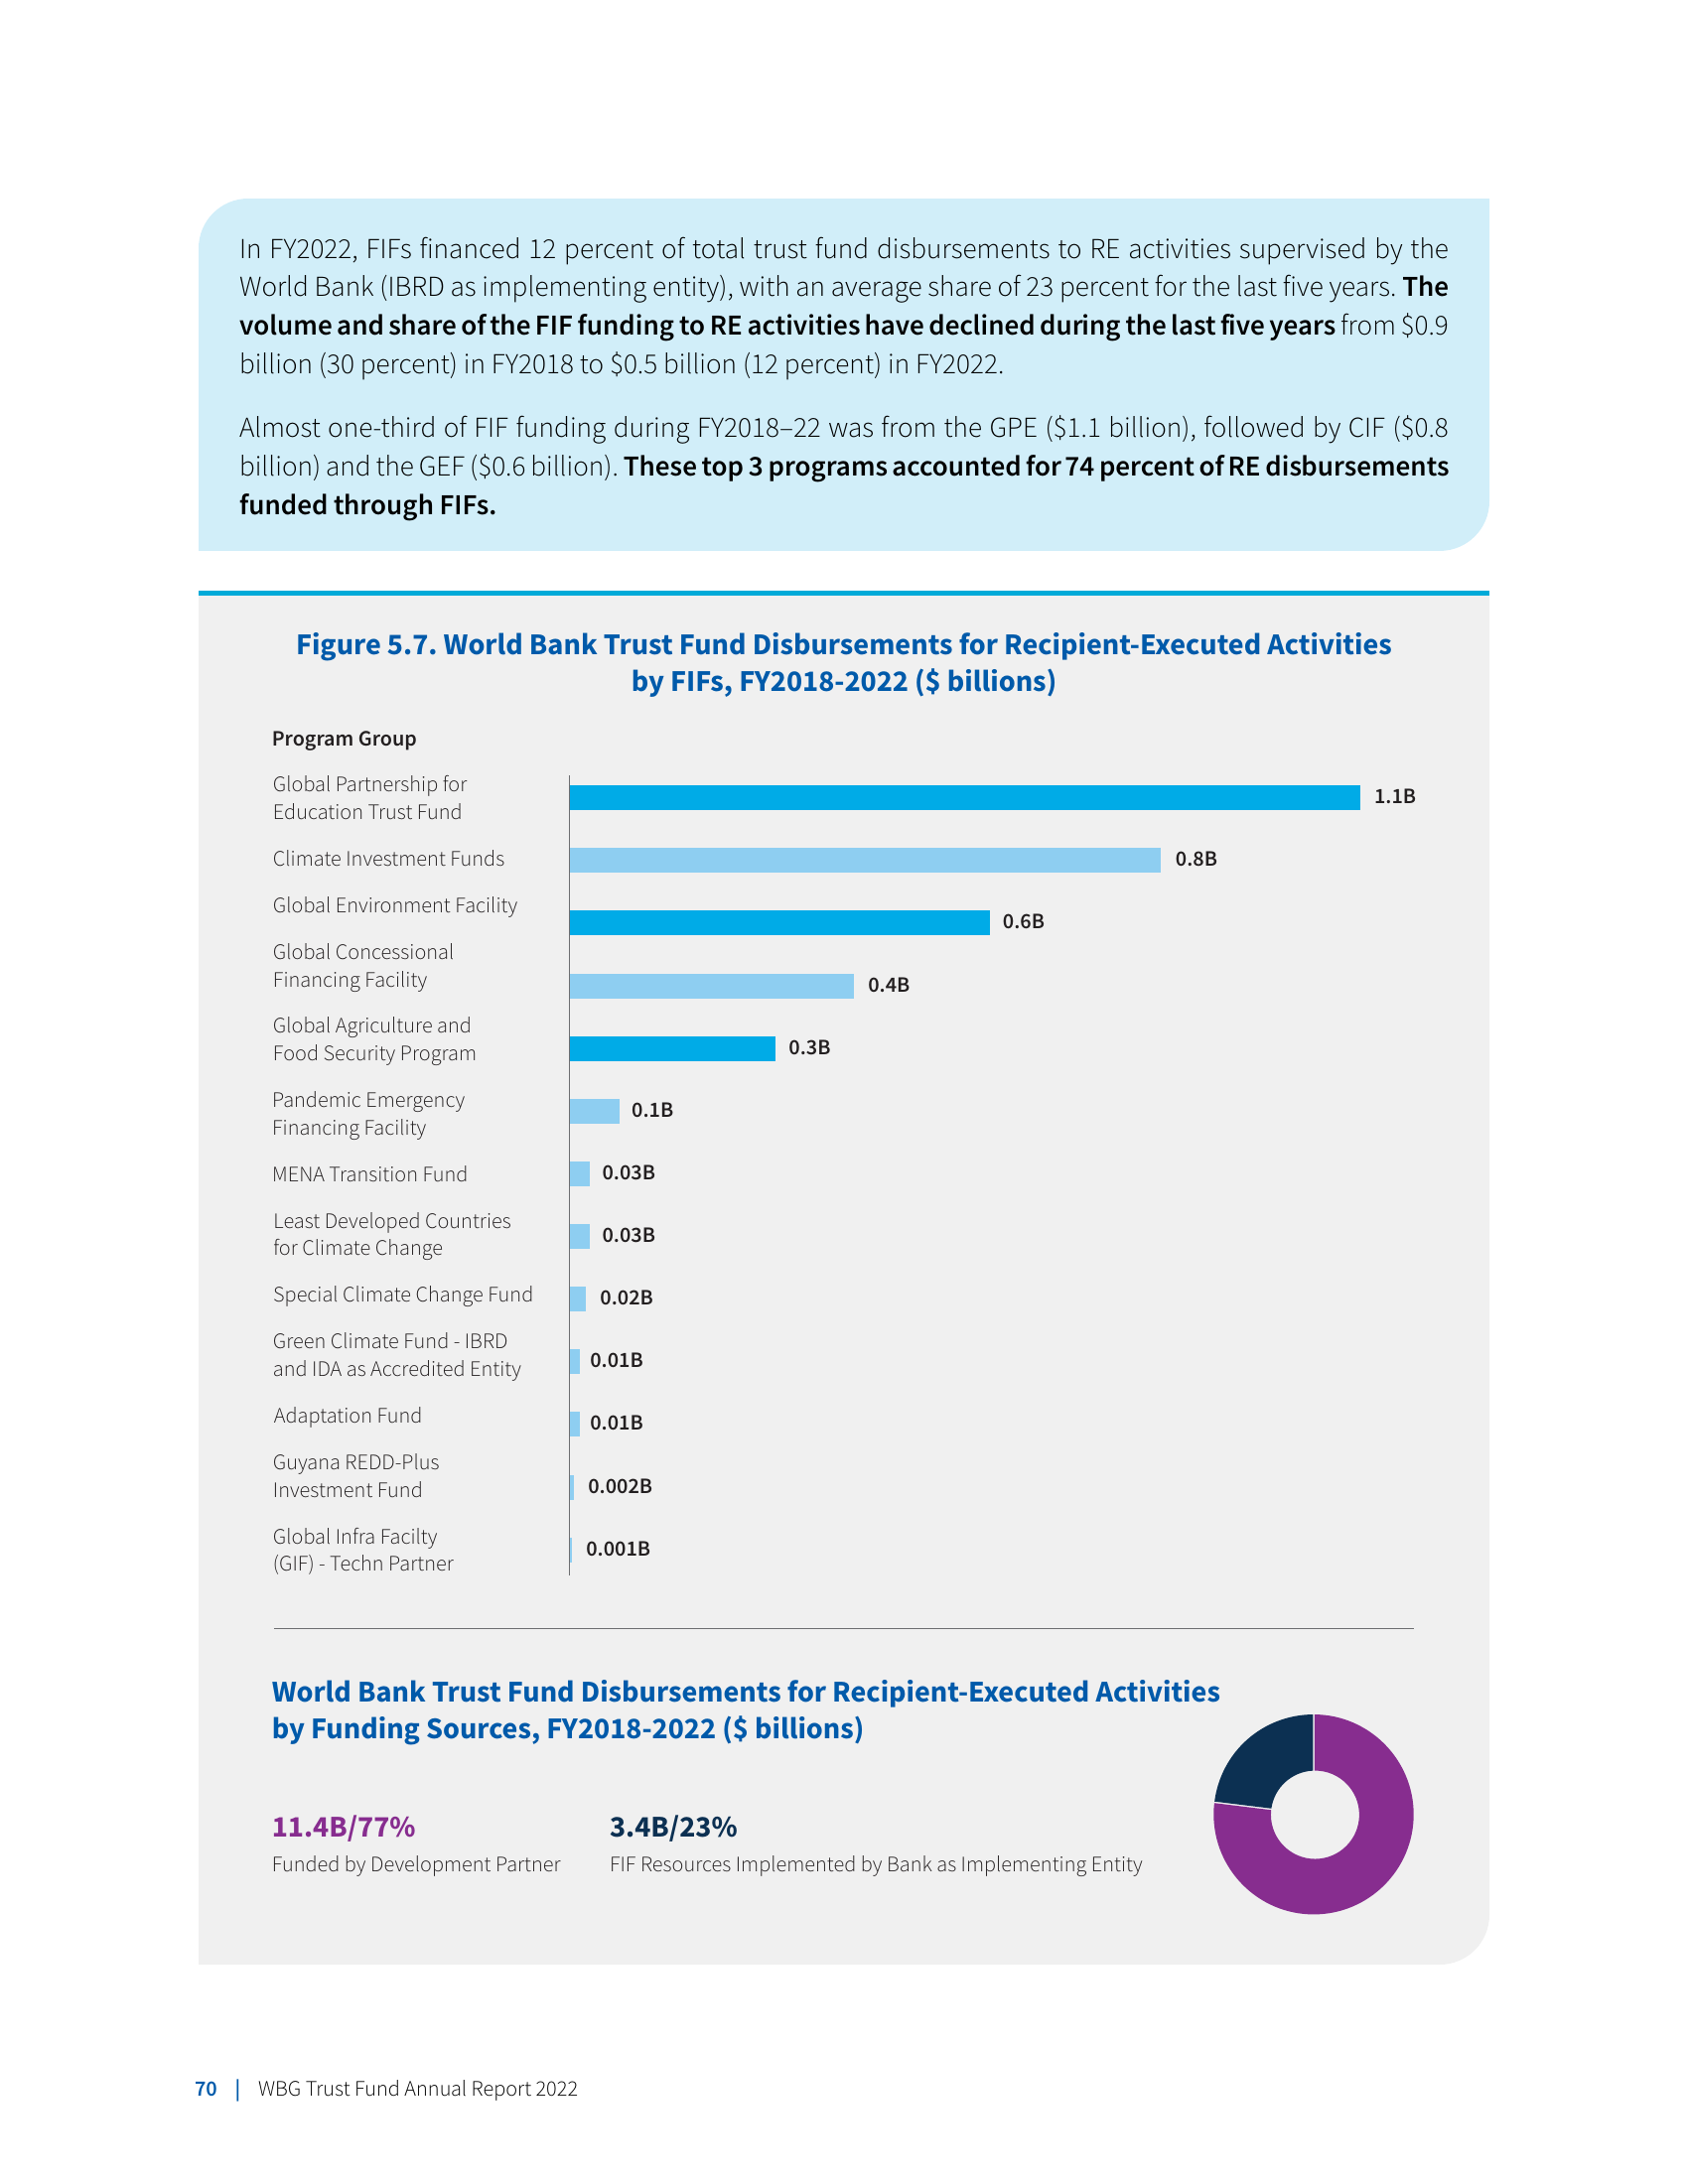 In FY2022, FIFs financed 12 percent of total trust fund disbursements to RE activities supervised by the
World Bank (IBRD as implementing entity), with an average share of 23 percent for the last five years. The
volume and share of the FIF funding to RE activities have declined during the last five years from $0.9
billion (30 percent) in FY2018 to $0.5 billion (12 percent) in FY2022.
Almost one-third of FIF funding during FY2018–22 was from the GPE ($1.1 billion), followed by CIF ($0.8
billion) and the GEF ($0.6 billion). These top 3 programs accounted for 74 percent of RE disbursements
funded through FIFs.
Figure 5.7. World Bank Trust Fund Disbursements for Recipient-Executed Activities
by FIFs, FY2018-2022 ($ billions)
Program Group
Global Partnership for
Education Trust Fund
1.1B
Climate Investment Funds
0.8B
Global Environment Facility
0.6B
Global Concessional
Financing Facility
0.4B
Global Agriculture and
Food Security Program
0.3B
Pandemic Emergency
Financing Facility
0.1B
MENA Transition Fund
0.03B
Least Developed Countries
for Climate Change
0.03B
Special Climate Change Fund
0.02B
Green Climate Fund - IBRD
and IDA as Accredited Entity
0.01B
Adaptation Fund
0.01B
Guyana REDD-Plus
Investment Fund
0.002B
Global Infra Facilty
(GIF) - Techn Partner
0.001B
World Bank Trust Fund Disbursements for Recipient-Executed Activities
by Funding Sources, FY2018-2022 ($ billions)
11.4B/77%
Funded by Development Partner
3.4B/23%
FIF Resources Implemented by Bank as Implementing Entity
70 | WBG Trust Fund Annual Report 2022